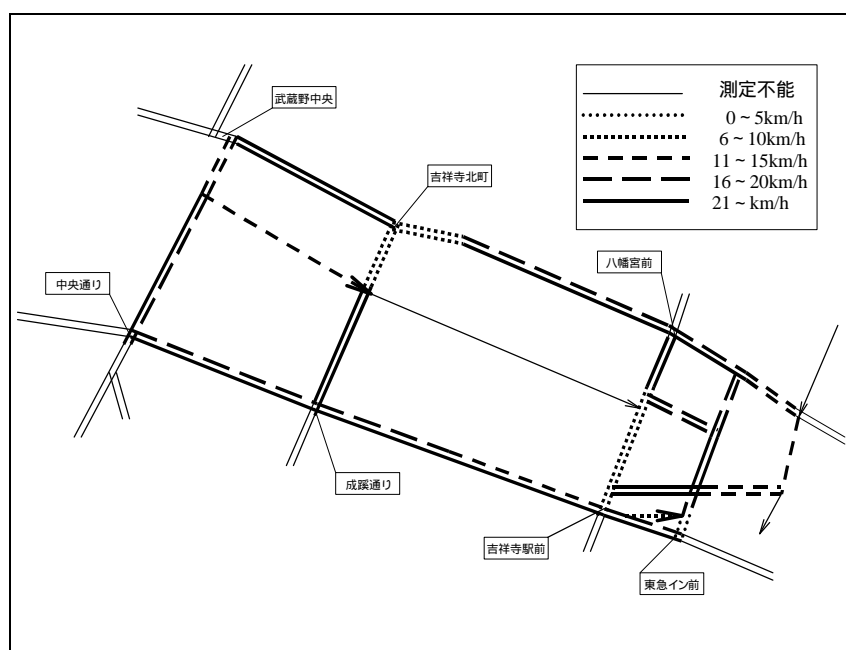 武蔵野中央
測定不能
0～5km/h
6～10km/h
11～15km/h
16～20km/h
21～km/h
吉祥寺北町
八幡宮前
中央通り
成蹊通り
吉祥寺駅前
東急イン前